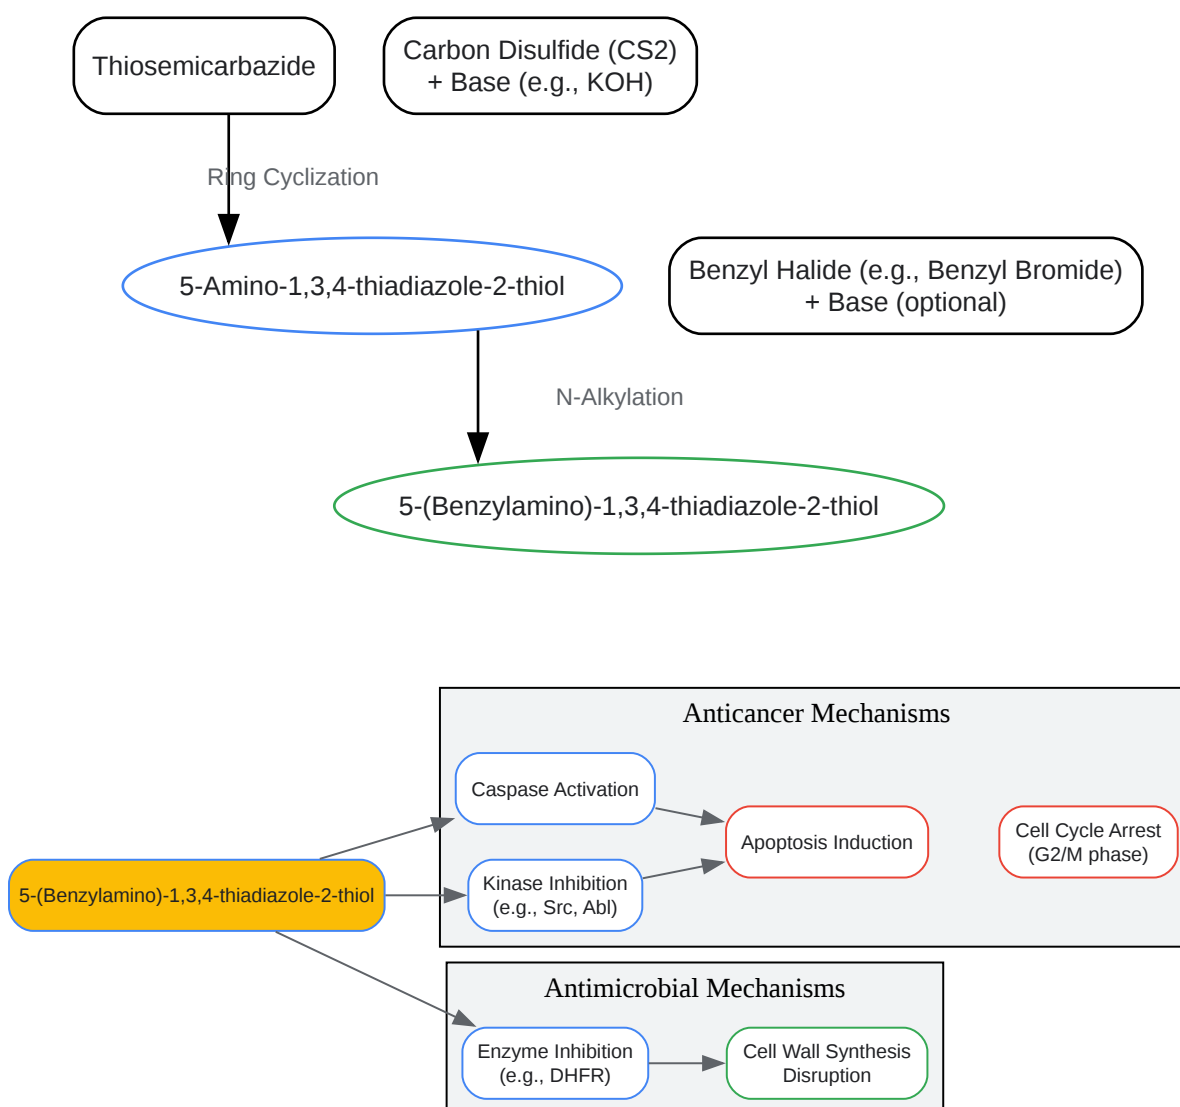 Thiosemicarbazide
Carbon Disulfide (CS2)
+ Base (e.g., KOH)
Ring Cyclization
5-Amino-1,3,4-thiadiazole-2-thiol
Benzyl Halide (e.g., Benzyl Bromide)
+ Base (optional)
N-Alkylation
5-(Benzylamino)-1,3,4-thiadiazole-2-thiol
Anticancer Mechanisms
Caspase Activation
Apoptosis Induction
Cell Cycle Arrest
(G2/M phase)
5-(Benzylamino)-1,3,4-thiadiazole-2-thiol
Kinase Inhibition
(e.g., Src, Abl)
Antimicrobial Mechanisms
Enzyme Inhibition
(e.g., DHFR)
Cell Wall Synthesis
Disruption